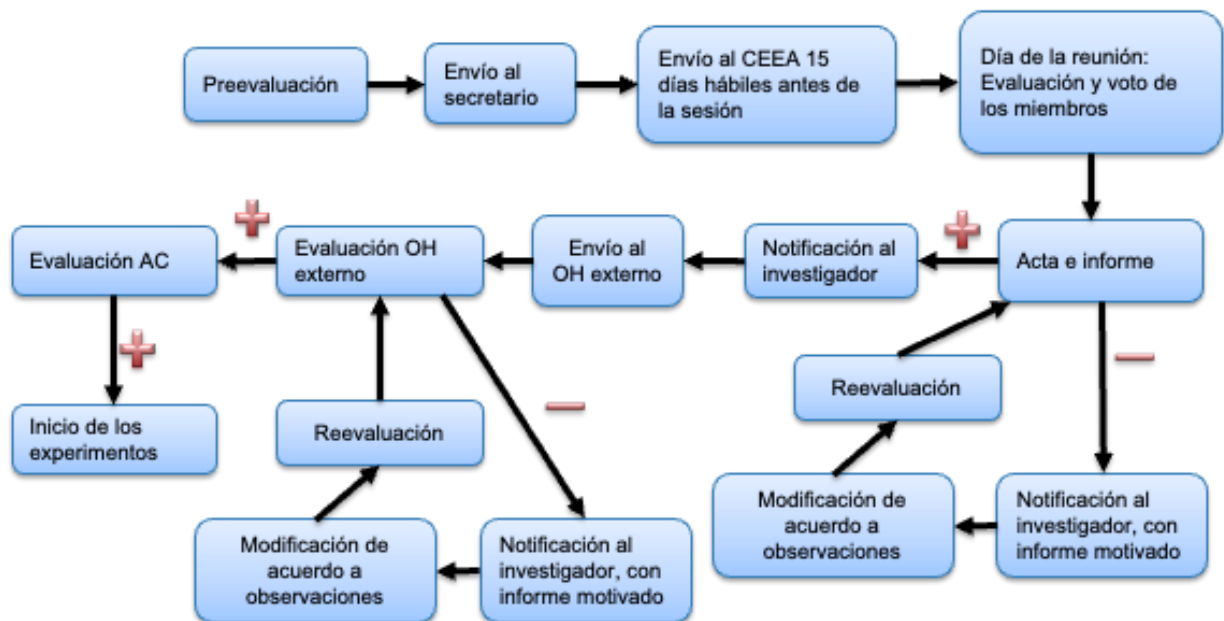 Preevaluación
Envío al
secretario
Envío al CEEA 15
días hábiles antes de
la sesión
Día de la reunión:
Evaluación y voto de
los miembros
Evaluación AC
Evaluación OH
externo
Envío al
OH externo
Notificación al
investigador
Acta e informe
Inicio de los
experimentos
Reevaluación
Reevaluación
Modificación de
acuerdo a
observaciones
Notificación al
investigador, con
informe motivado
Modificación de
acuerdo a
observaciones
Notificación al
investigador, con
informe motivado